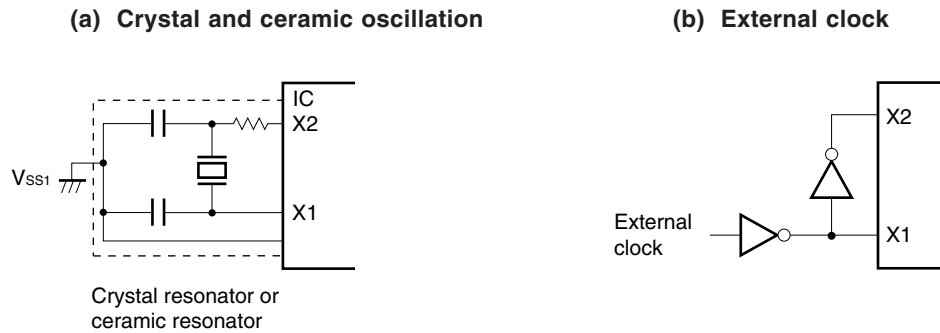 (a) Crystal and ceramic oscillation
IC
X2
VSS1
X1
Crystal resonator or
ceramic resonator
(b) External clock
X2
External
clock
X1